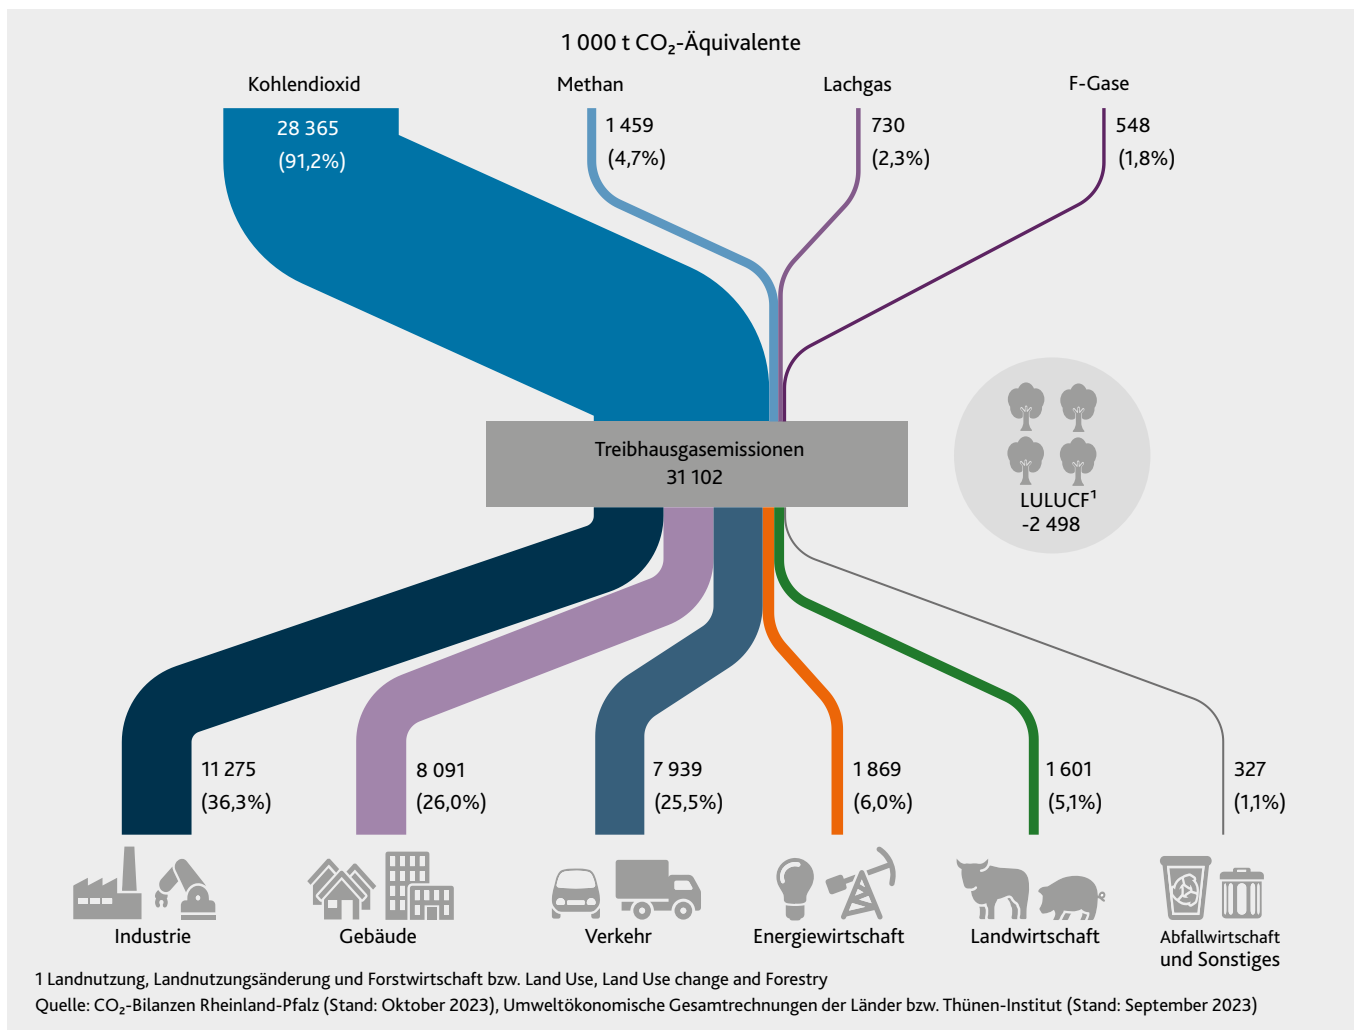 1 000 t CO₂-Äquivalente
Kohlendioxid
28 365
(91,2%)
Methan
1 459
(4,7%)
Lachgas
730
(2,3%)
F-Gase
548
(1,8%)
Treibhausgasemissionen
31 102
LULUCF¹
-2 498
11 275
(36,3%)
8 091
(26,0%)
7 939
(25,5%)
1 869
(6,0%)
1 601
(5,1%)
327
(1,1%)
Industrie
Gebäude
Verkehr
Energiewirtschaft
Landwirtschaft
Abfallwirtschaft
und Sonstiges
1 Landnutzung, Landnutzungsänderung und Forstwirtschaft bzw. Land Use, Land Use change and Forestry
Quelle: CO₂-Bilanzen Rheinland-Pfalz (Stand: Oktober 2023), Umweltökonomische Gesamtrechnungen der Länder bzw. Thünen-Institut (Stand: September 2023)